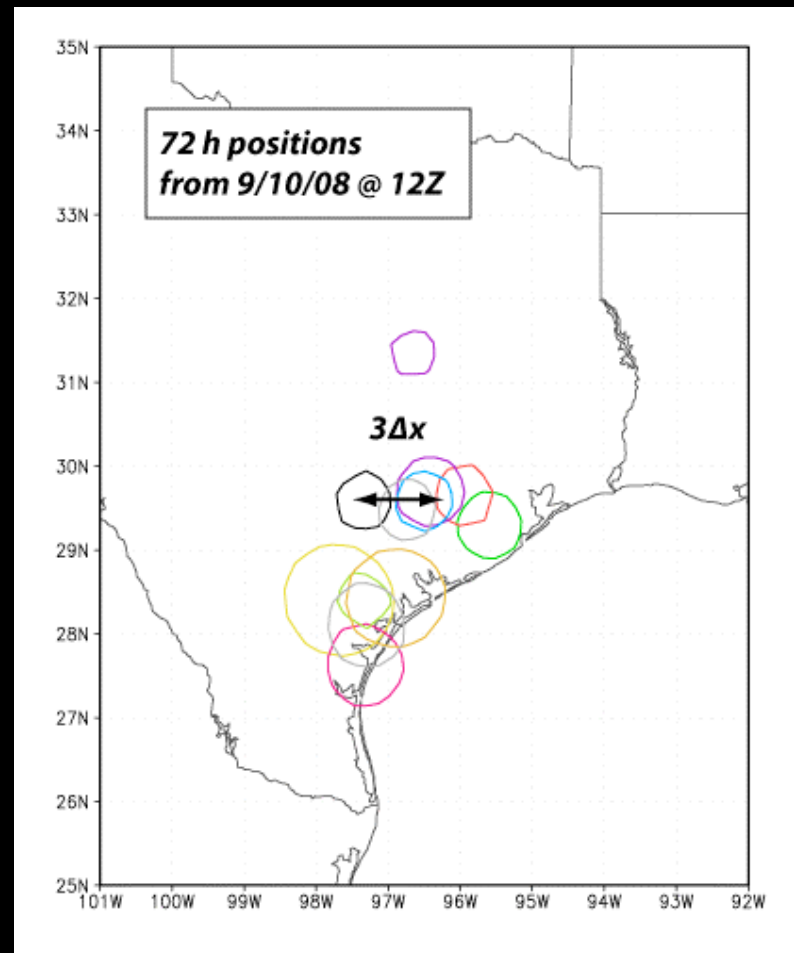 35N
34N
72 h positions
from 9/10/08 @ 12Z
33N
32N
31N
3Δx
30N
29N
28N
27N
26N
25N
101W 100W 99W 98W 97W 96W 95W 94W 93W 92W